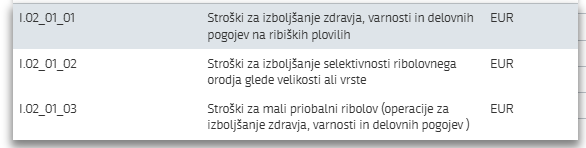 I.02_01_01 Stroški za izboljšanje zdravja, varnosti in delovnih EUR
pogojev na ribiških plovilih
I.02_01_02 Stroški za izboljšanje selektivnosti ribolovnega EUR
orodja glede velikosti ali vrste
I.02_01_03 Stroški za mali priobalni ribolov (operacije za EUR
izboljšanje zdravja, varnosti in delovnih pogojev )